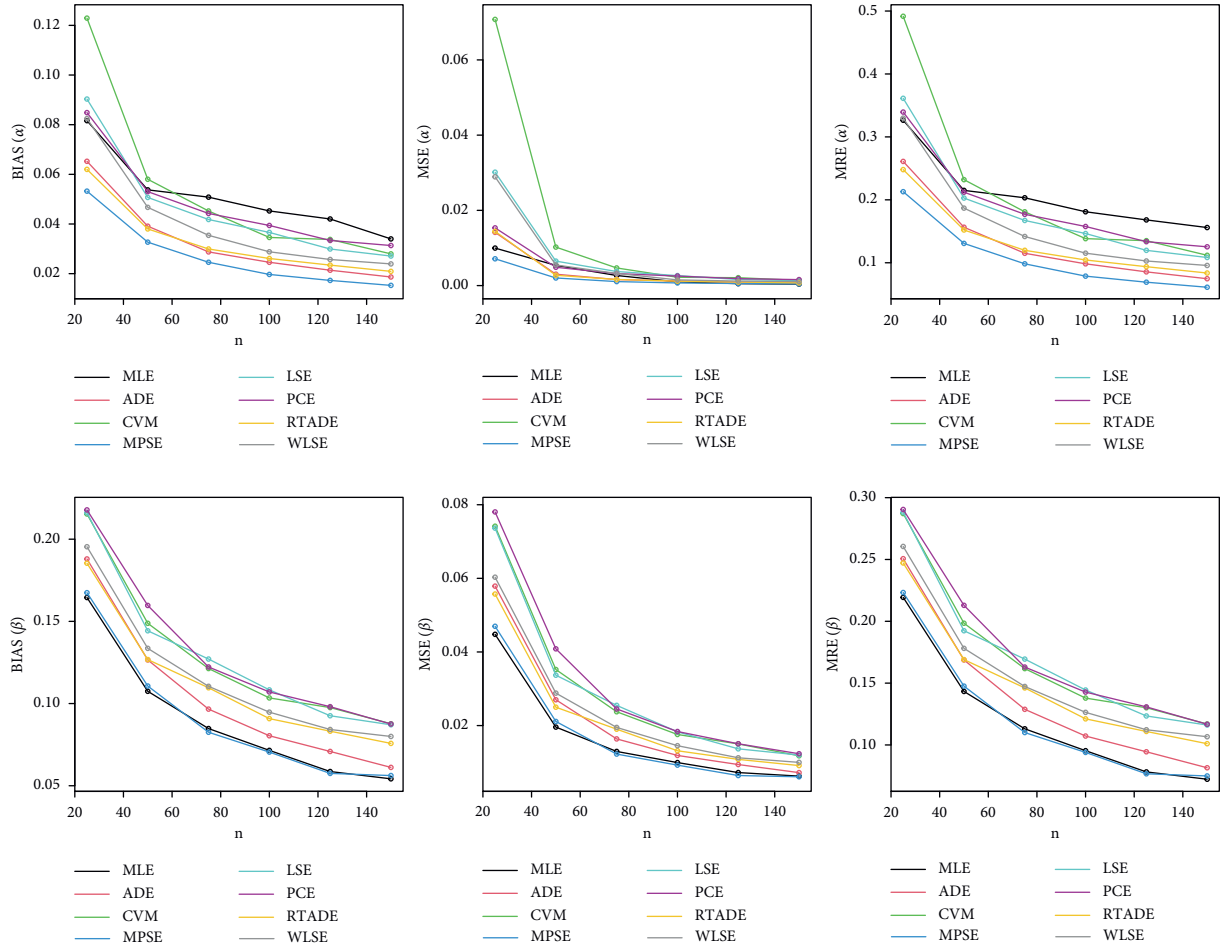 BIAS (α)
0.12
0.10
0.08
0.06
0.04
0.02
20 40 60 80 100 120 140
n
MSE (α)
0.06
0.04
0.02
0.00
20 40 60 80 100 120 140
n
MRE (α)
0.5
0.4
0.3
0.2
0.1
20 40 60 80 100 120 140
n
MLE LSE
ADE PCE
CVM RTADE
MPSE WLSE
MLE LSE
ADE PCE
CVM RTADE
MPSE WLSE
MLE LSE
ADE PCE
CVM RTADE
MPSE WLSE
BIAS (β)
0.20
0.15
0.10
0.05
20 40 60 80 100 120 140
n
MSE (β)
0.08
0.06
0.04
0.02
20 40 60 80 100 120 140
n
MRE (β)
0.30
0.25
0.20
0.15
0.10
20 40 60 80 100 120 140
n
MLE LSE
ADE PCE
CVM RTADE
MPSE WLSE
MLE LSE
ADE PCE
CVM RTADE
MPSE WLSE
MLE LSE
ADE PCE
CVM RTADE
MPSE WLSE